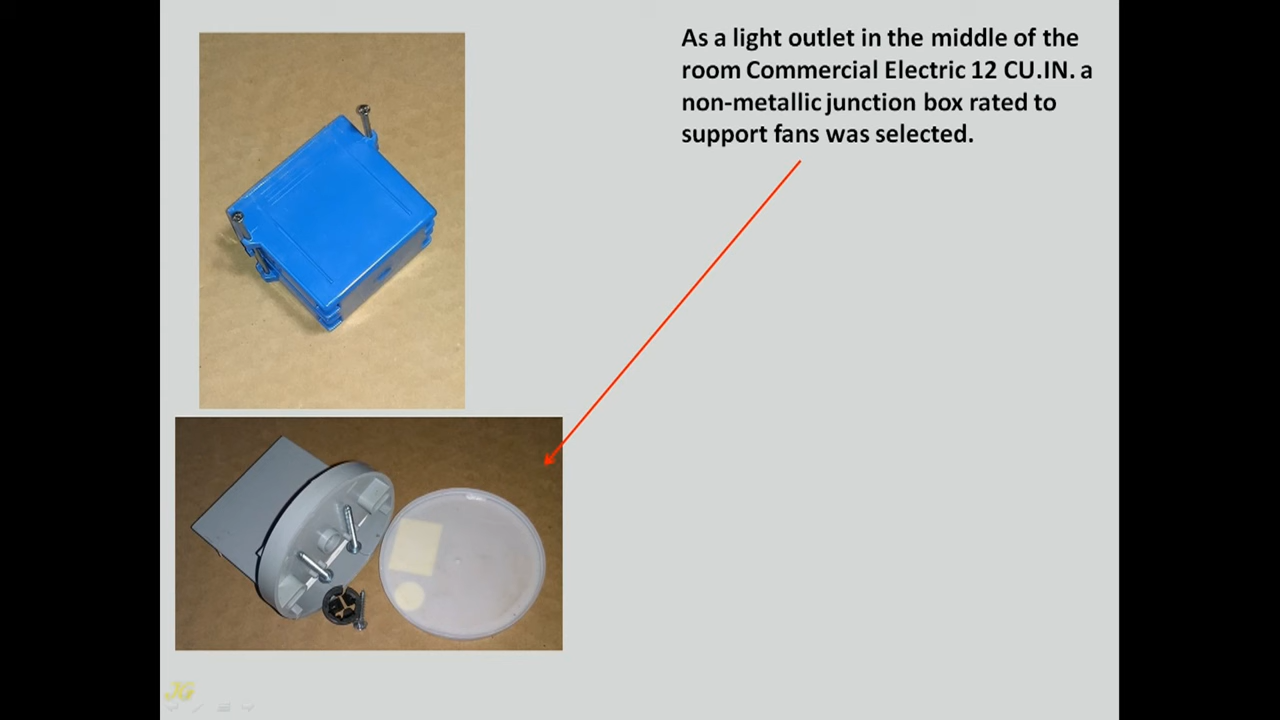 As a light outlet in the middle of the
room Commercial Electric 12 CU.IN. a
non-metallic junction box rated to
support fans was selected.